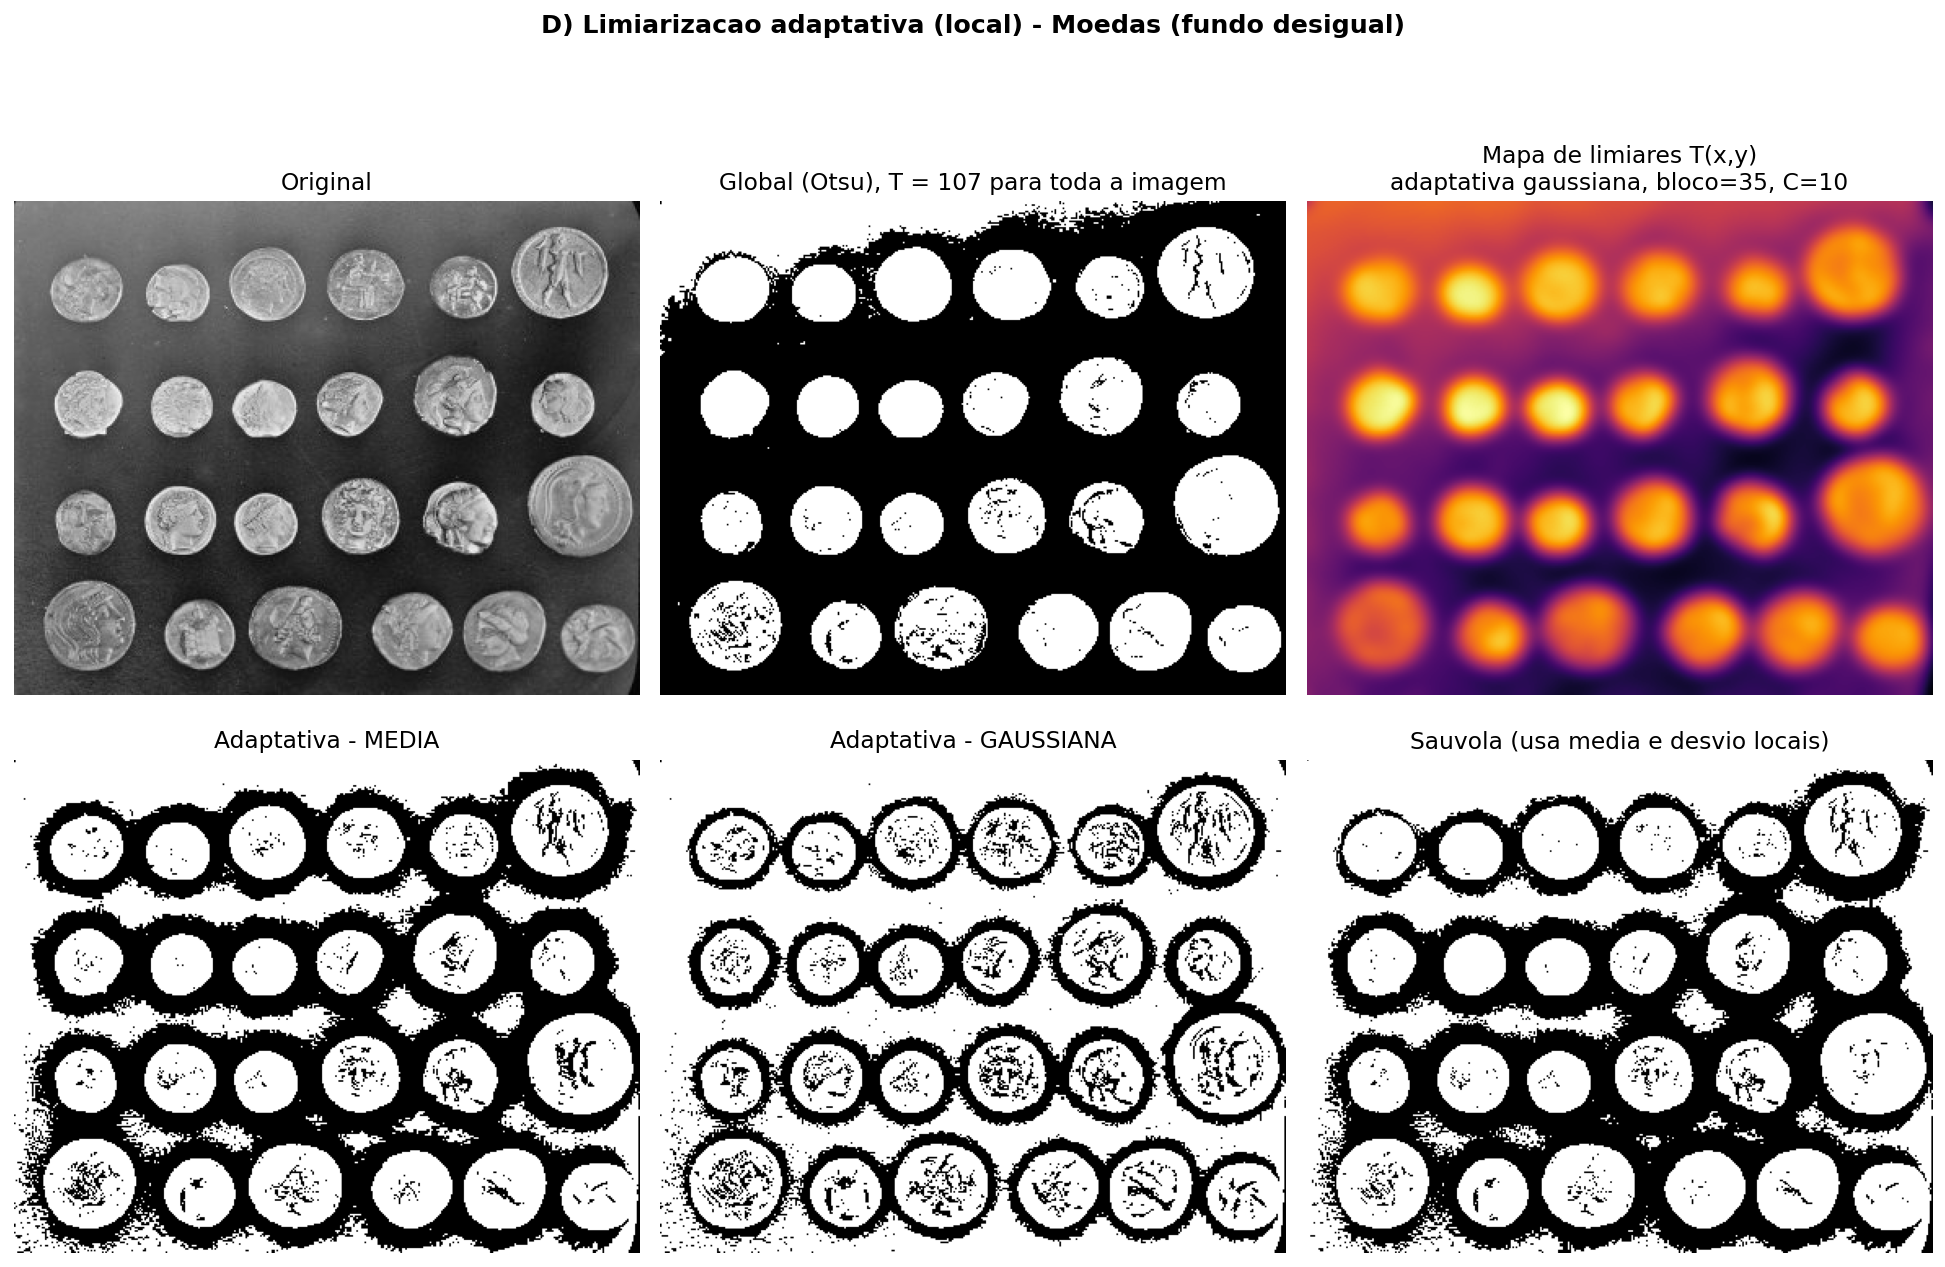 D) Limiarizacao adaptativa (local) - Moedas (fundo desigual)
Original
Global (Otsu), T = 107 para toda a imagem
Mapa de limiares T(x,y)
adaptativa gaussiana, bloco=35, C=10
Adaptativa - MEDIA
Adaptativa - GAUSSIANA
Sauvola (usa media e desvio locais)